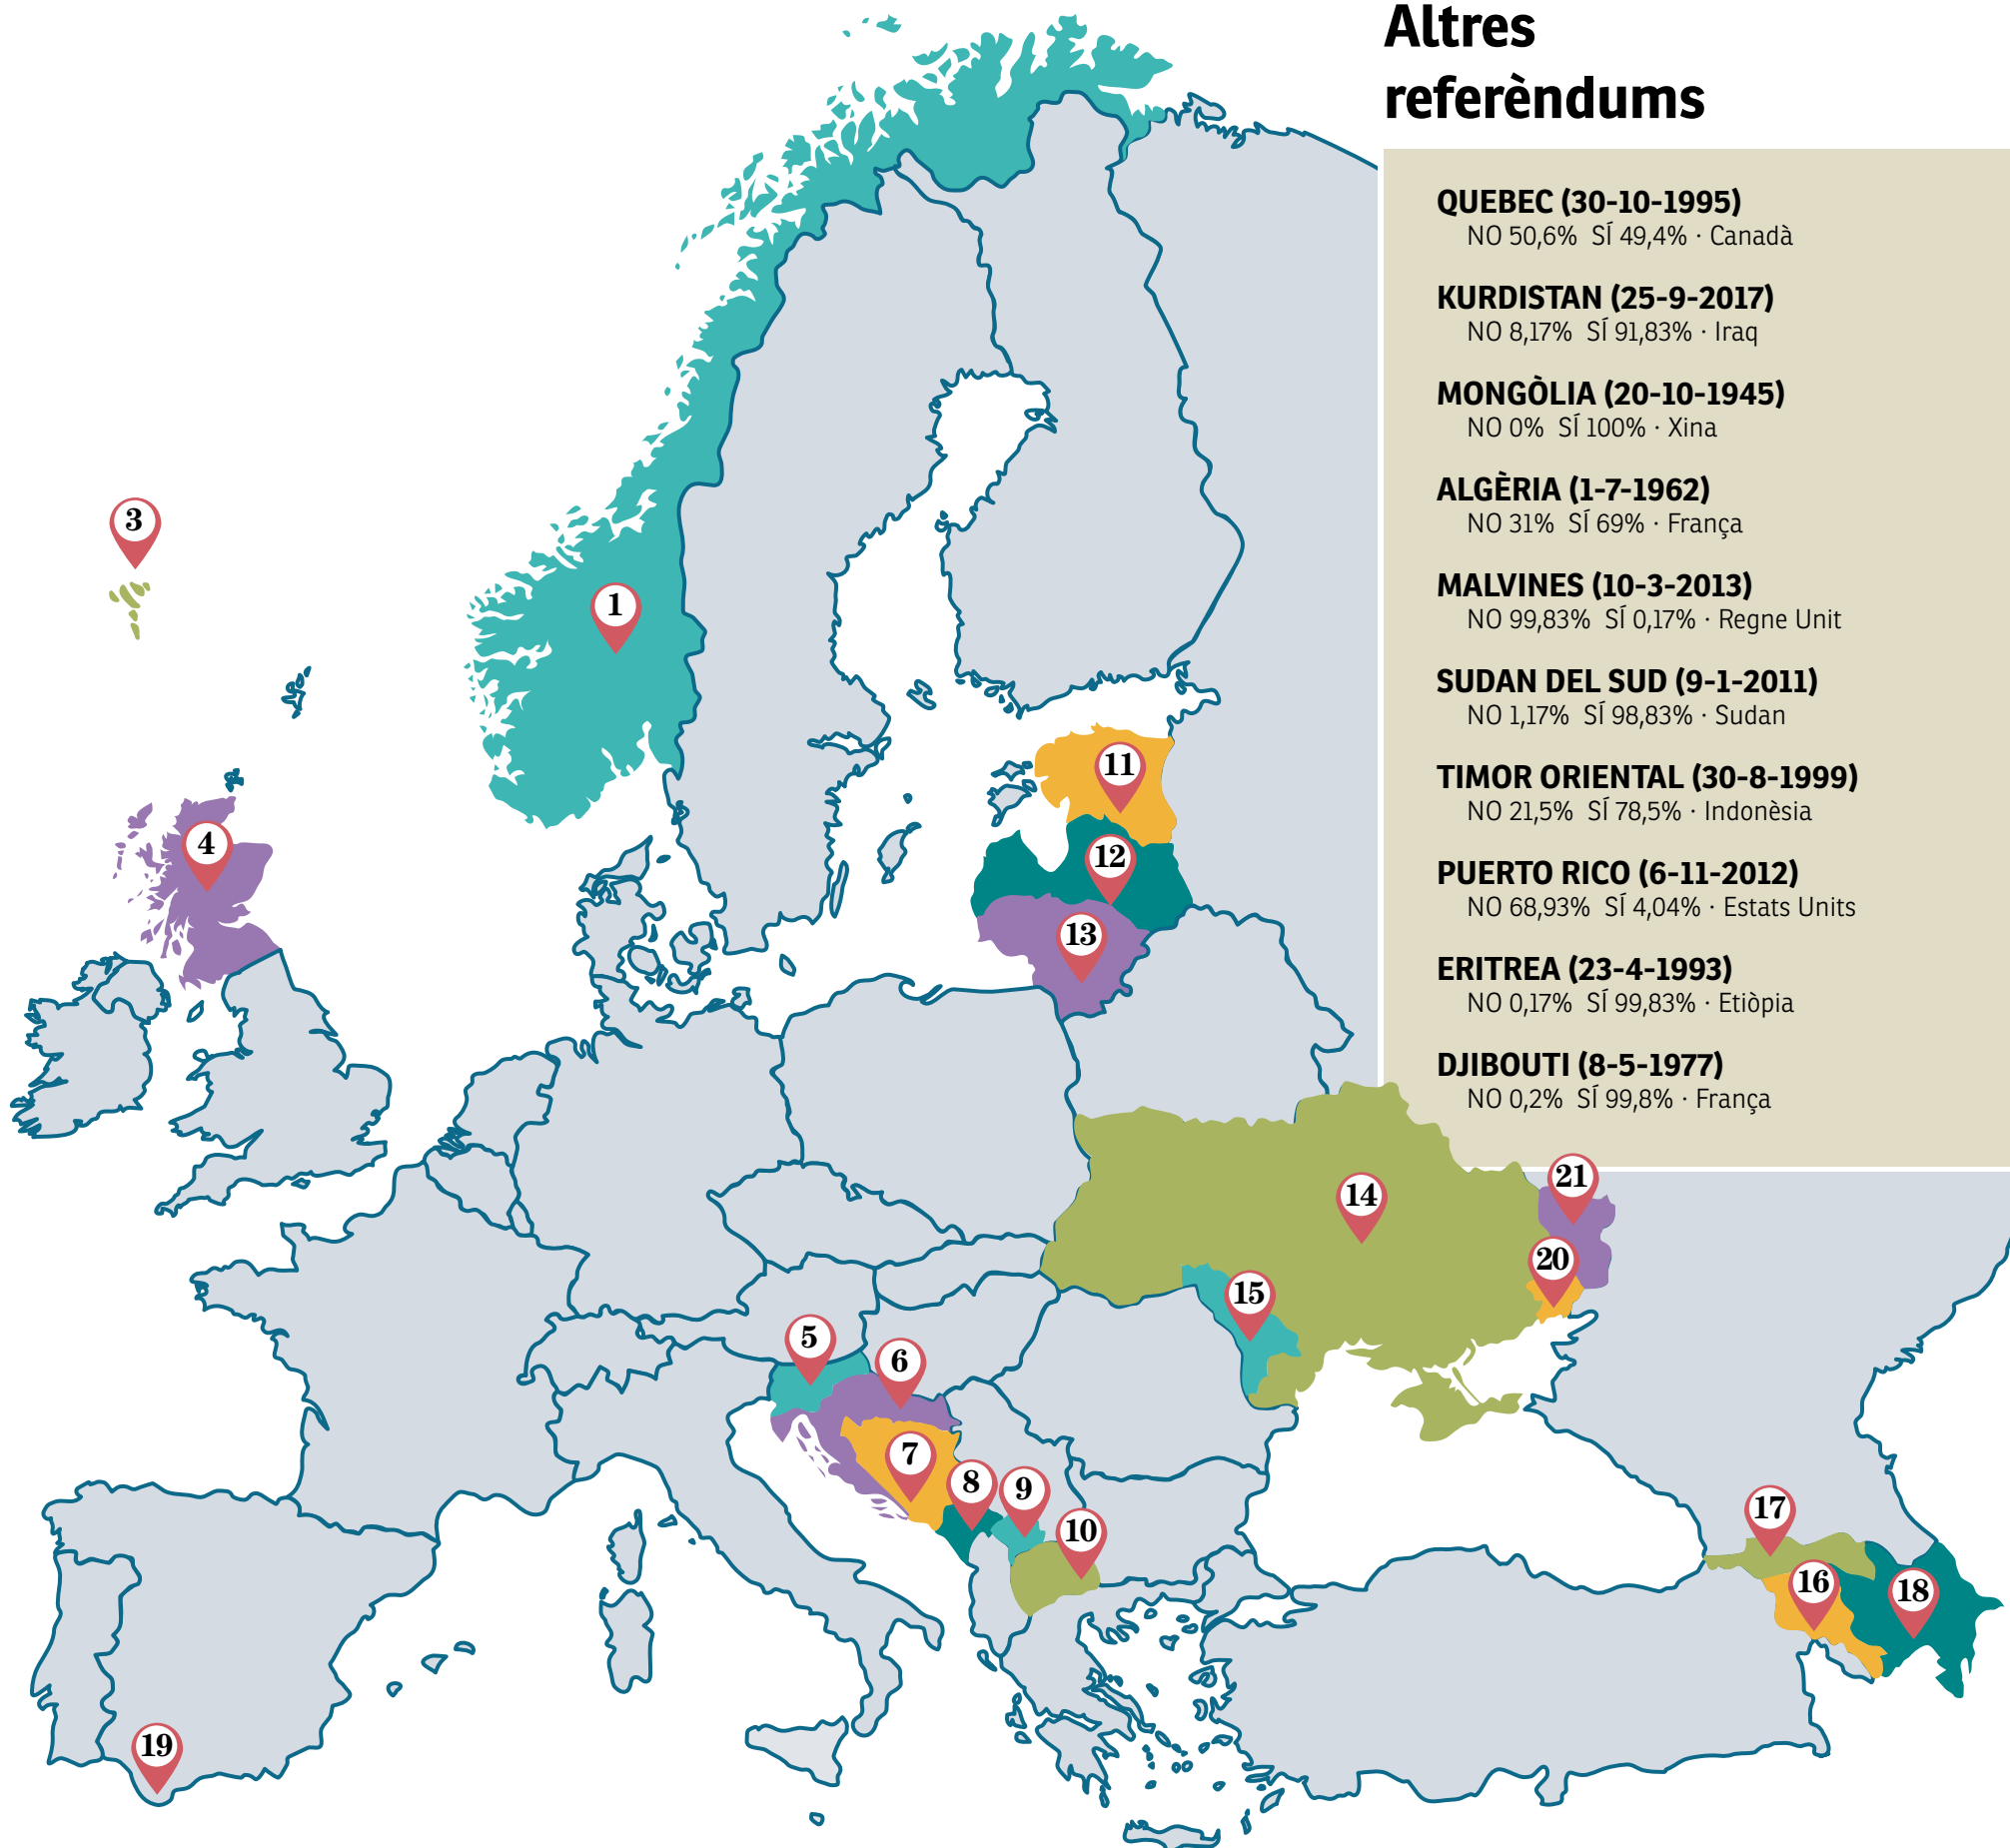 Altres
referèndums
QUEBEC (30-10-1995)
NO 50,6% SÍ 49,4% · Canadà
KURDISTAN (25-9-2017)
NO 8,17% SÍ 91,83% · Iraq
MONGÒLIA (20-10-1945)
NO 0% SÍ 100% · Xina
ALGÈRIA (1-7-1962)
NO 31% SÍ 69% · França
MALVINES (10-3-2013)
NO 99,83% SÍ 0,17% · Regne Unit
SUDAN DEL SUD (9-1-2011)
NO 1,17% SÍ 98,83% · Sudan
TIMOR ORIENTAL (30-8-1999)
NO 21,5% SÍ 78,5% · Indonèsia
PUERTO RICO (6-11-2012)
NO 68,93% SÍ 4,04% · Estats Units
ERITREA (23-4-1993)
NO 0,17% SÍ 99,83% · Etiòpia
DJIBOUTI (8-5-1977)
NO 0,2% SÍ 99,8% · França
3
1
11
4
12
13
21
14
20
15
5
6
7
8
9
10
17
16
18
19